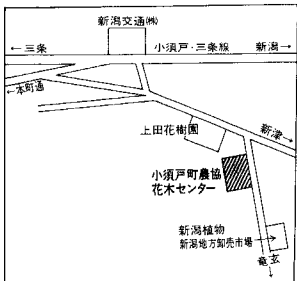 新潟交通㈱
←三条
小須戸・三条線
新潟→
←本町通
新津→
上田花樹園
小須戸町農協
花木センター
新潟植物
新潟地方卸売市場→
竜玄